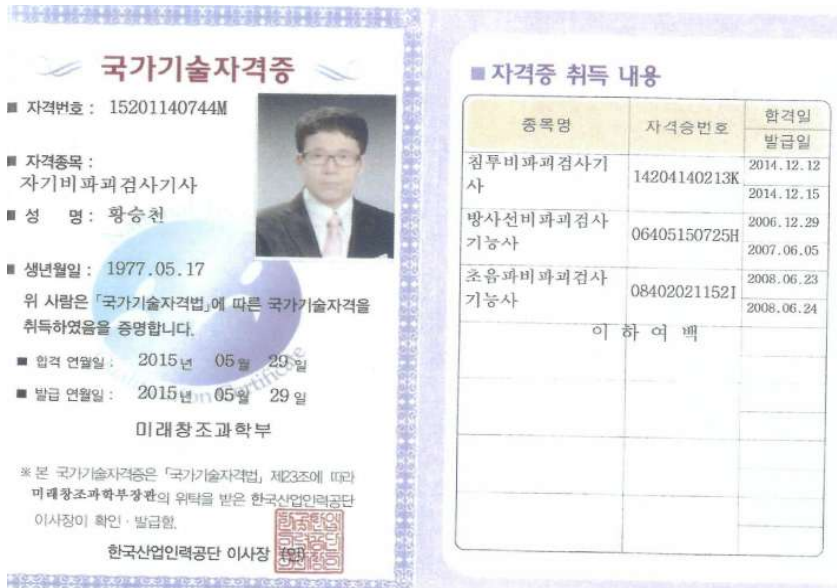 국가기술자격증
■ 자격번호 : 15201140744M
■ 자격종목 :
자기비파괴검사기사
■ 성 명 : 황승천
■ 생년월일 : 1977.05.17
위 사람은 「국가기술자격법」에 따른 국가기술자격을
취득하였음을 증명합니다.
■ 합격 연월일 : 2015년 05월 29일
■ 발급 연월일 : 2015년 05월 29일
미래창조과학부
※ 본 국가기술자격증은 「국가기술자격법」 제23조에 따라
미래창조과학부장관의 위탁을 받은 한국산업인력공단
이사장이 확인·발급함.
한국산업인력공단 이사장 (인)
■ 자격증 취득 내용
종목명 자격증번호 합격일
발급일
침투비파괴검사기사 14204140213K 2014.12.12
2014.12.15
방사선비파괴검사
기능사 06405150725H 2006.12.29
2007.06.05
초음파비파괴검사
기능사 08402021152I 2008.06.23
2008.06.24
이 하 여 백